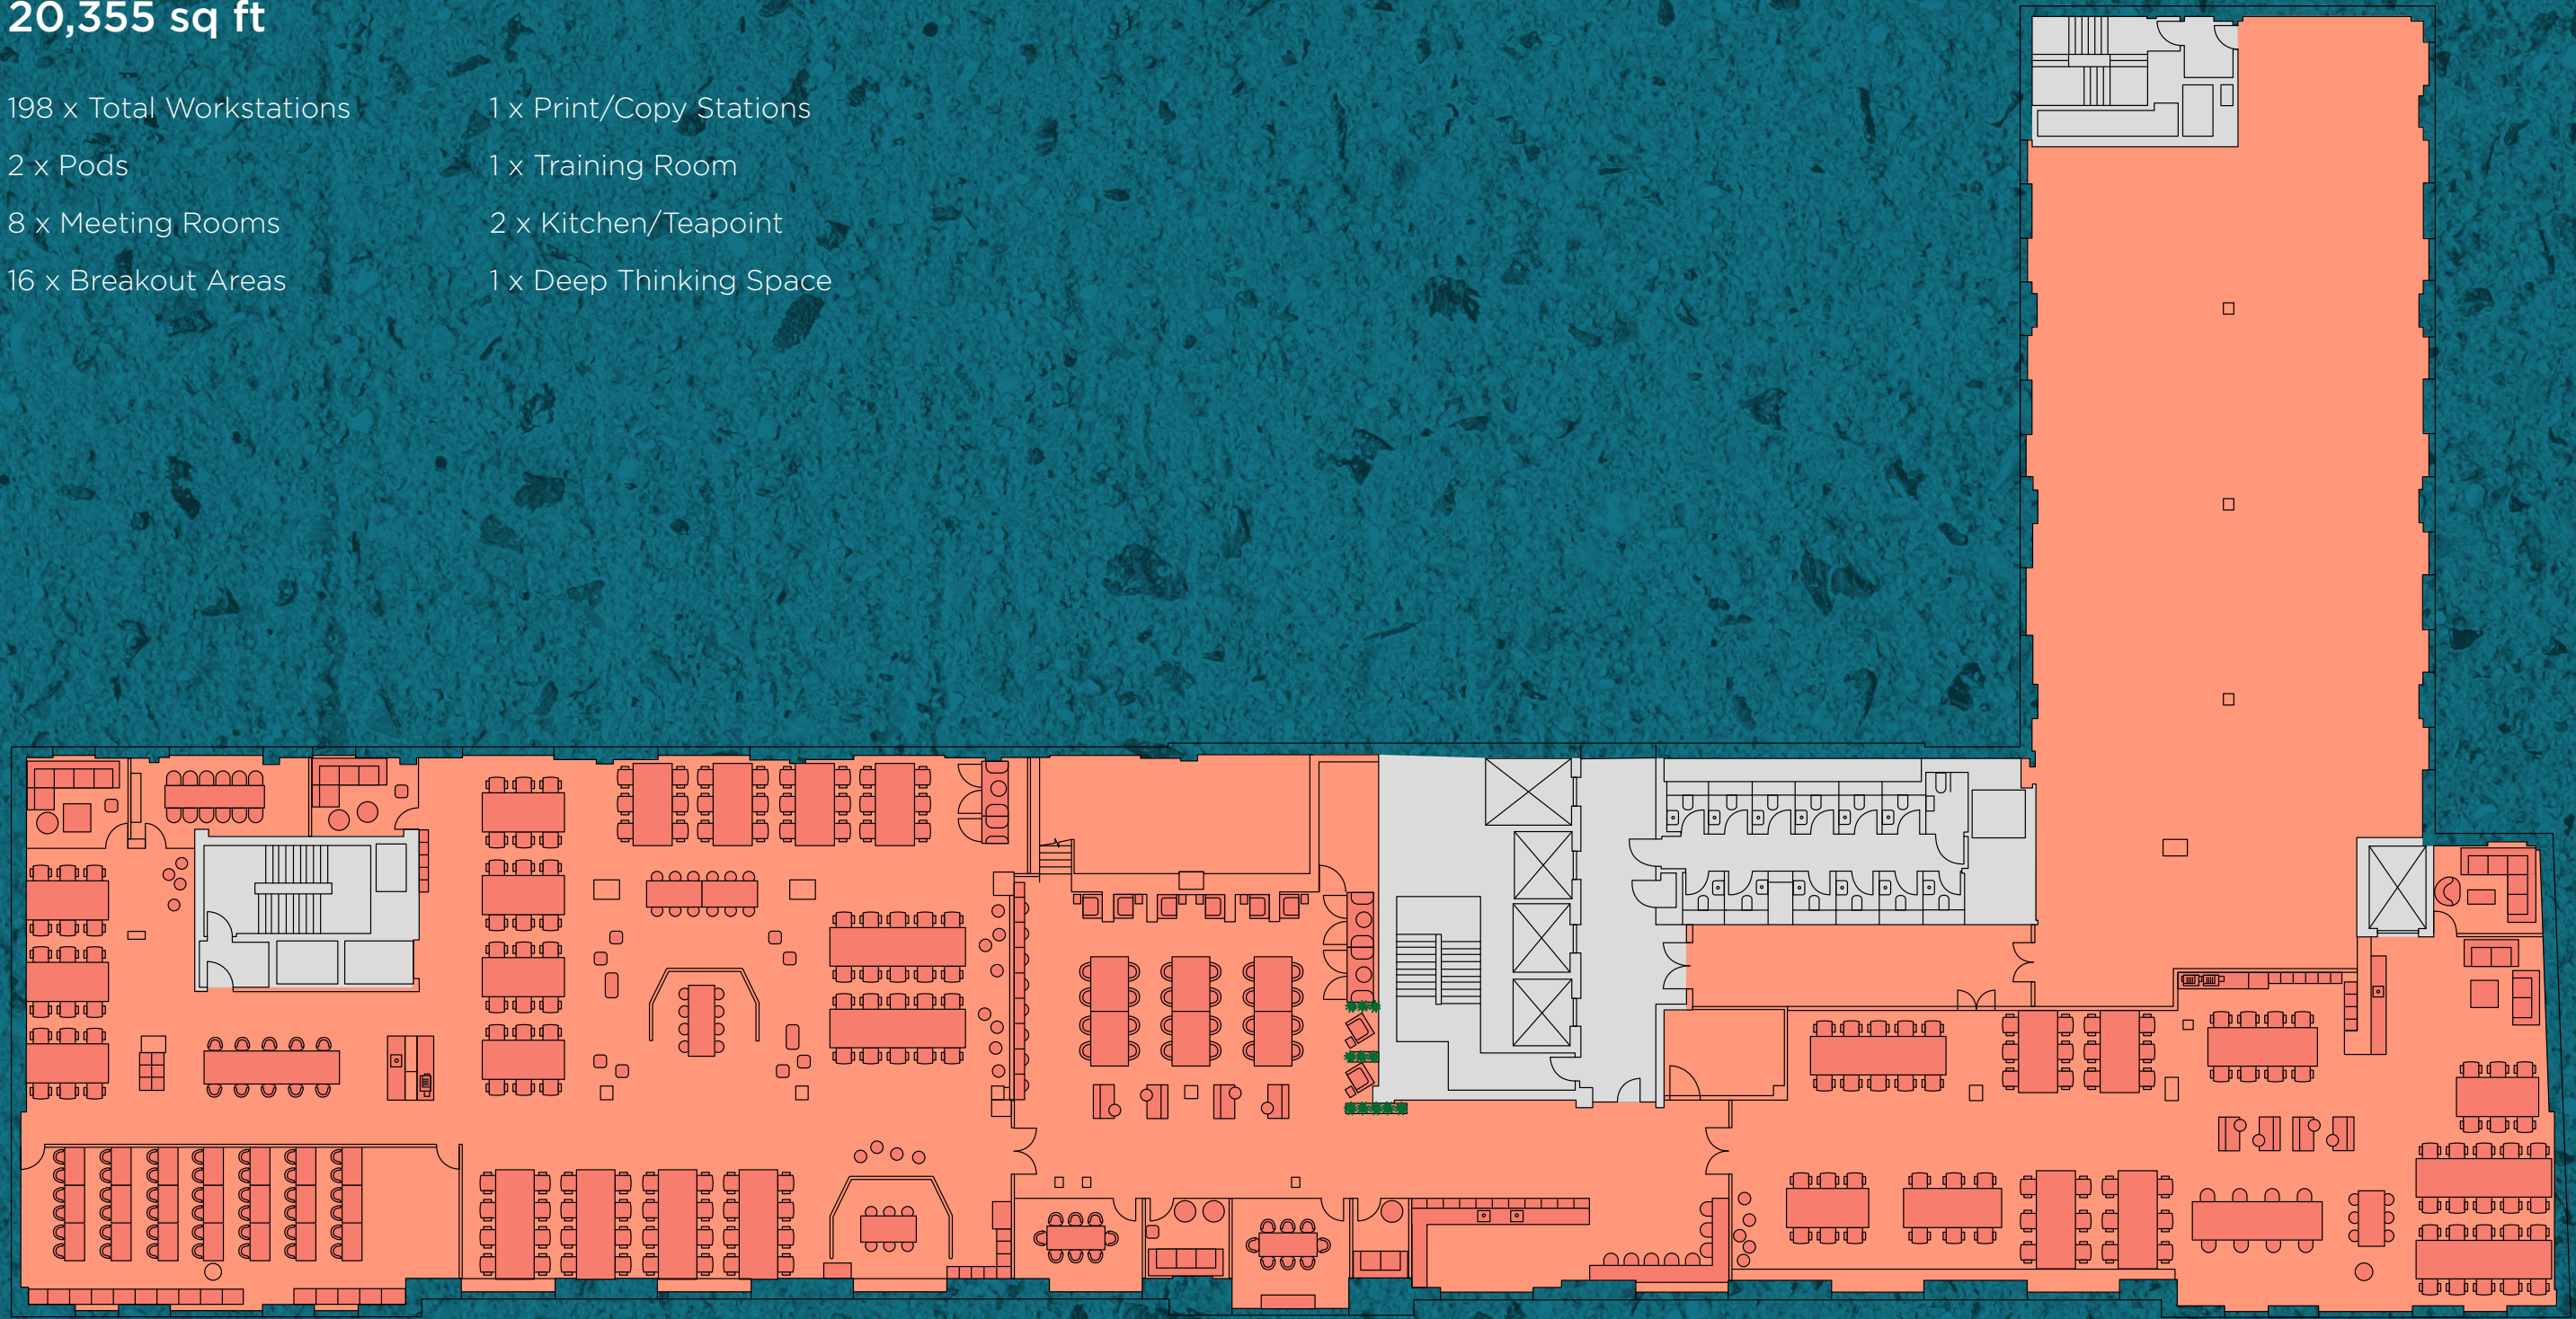 20,355 sq ft
198 x Total Workstations
2 x Pods
8 x Meeting Rooms
16 x Breakout Areas
1 x Print/Copy Stations
1 x Training Room
2 x Kitchen/Teapoint
1 x Deep Thinking Space